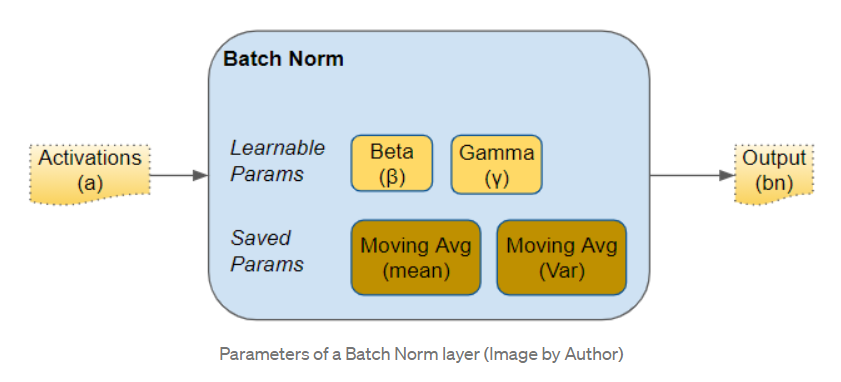 Batch Norm
Activations
(a)
Learnable
Params
Beta
(β)
Gamma
(γ)
Saved
Params
Moving Avg
(mean)
Moving Avg
(Var)
Output
(bn)
Parameters of a Batch Norm layer (Image by Author)